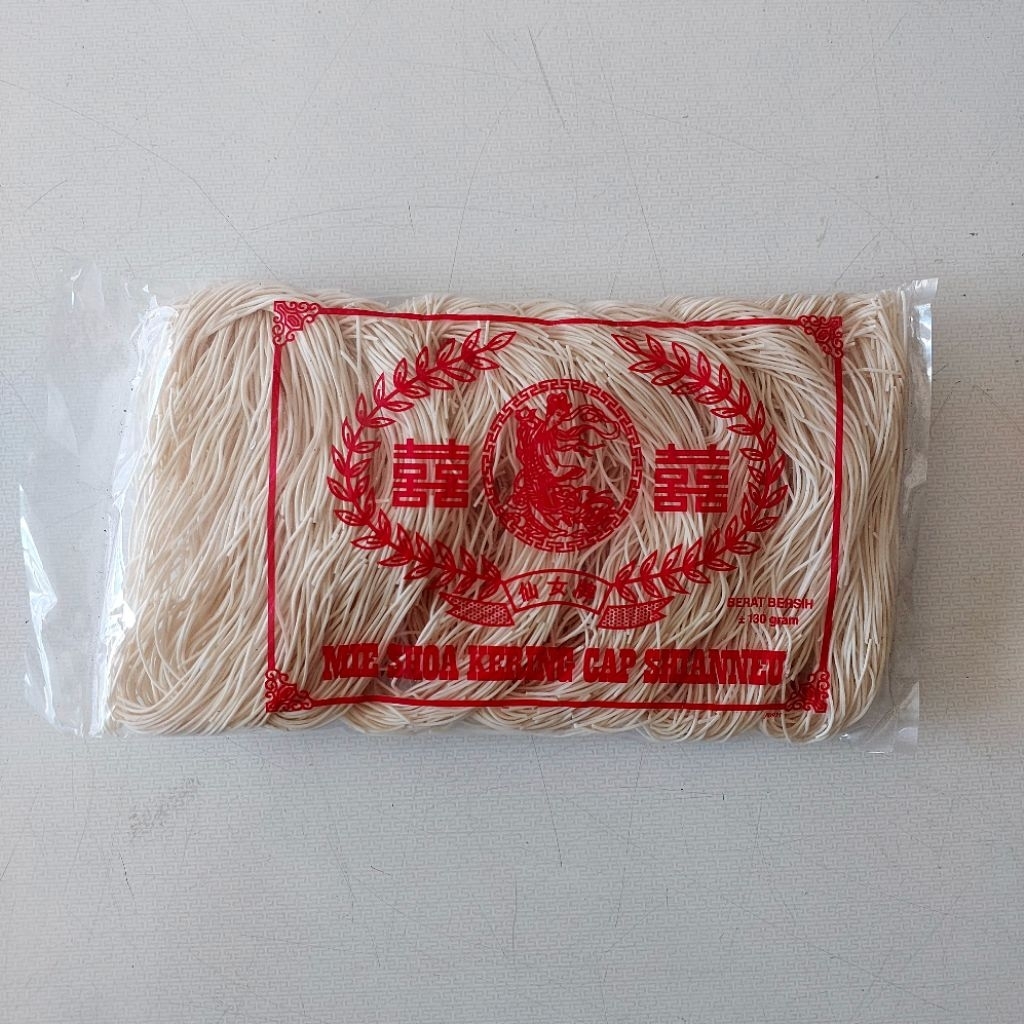 囍 囍
仙女牌
BERAT BERSIH
± 130 gram
MIE SHOA KERING CAP SHIANNEU